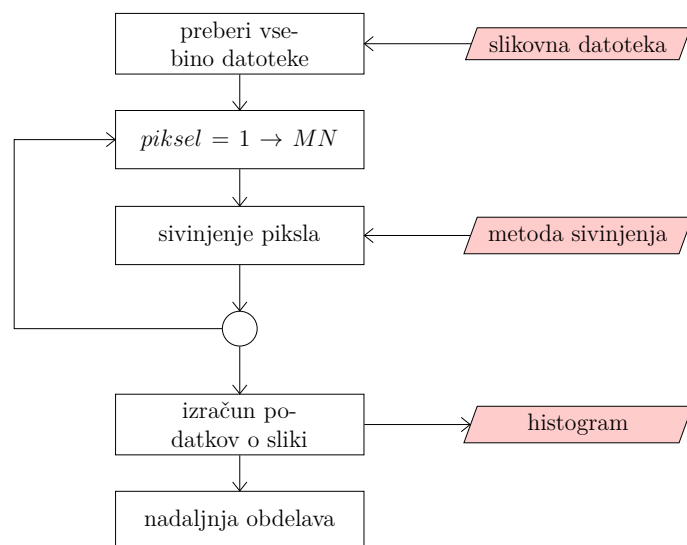 preberi vse-
bino datoteke
slikovna datoteka
piksel = 1 → MN
sivinjenje piksla
metoda sivinjenja
izračun po-
datkov o sliki
histogram
nadaljnja obdelava